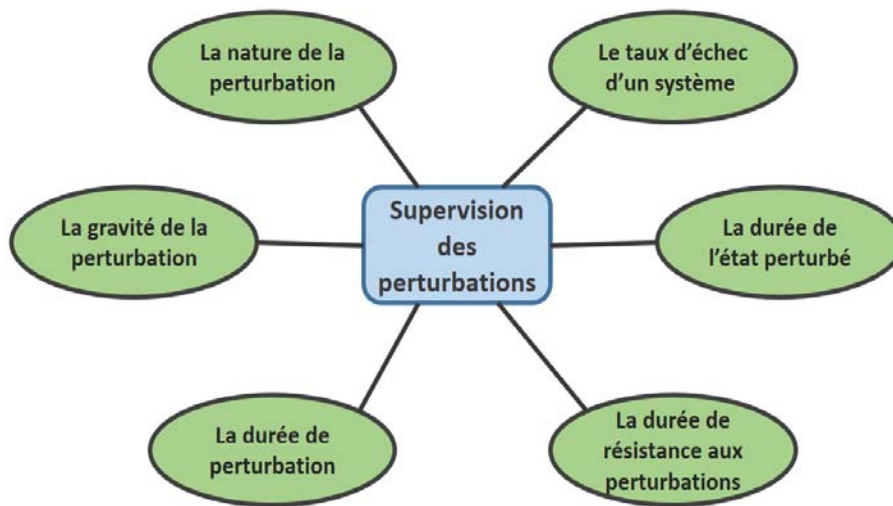 La nature de la
perturbation
Le taux d’échec
d’un système
Supervision
des
perturbations
La gravité de la
perturbation
La durée de
l’état perturbé
La durée de
perturbation
La durée de
résistance aux
perturbations